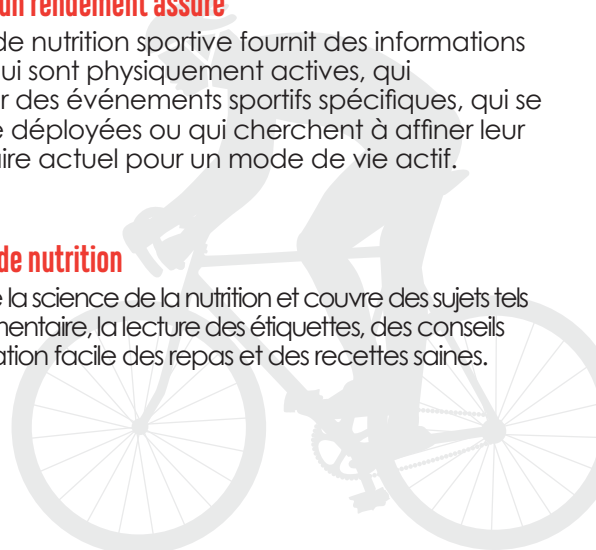 un rendement assuré
de nutrition sportive fournit des informations
ui sont physiquement actives, qui
r des événements sportifs spécifiques, qui se
déployées ou qui cherchent à affiner leur
ire actuel pour un mode de vie actif.
de nutrition
la science de la nutrition et couvre des sujets tels
mentaire, la lecture des étiquettes, des conseils
ation facile des repas et des recettes saines.